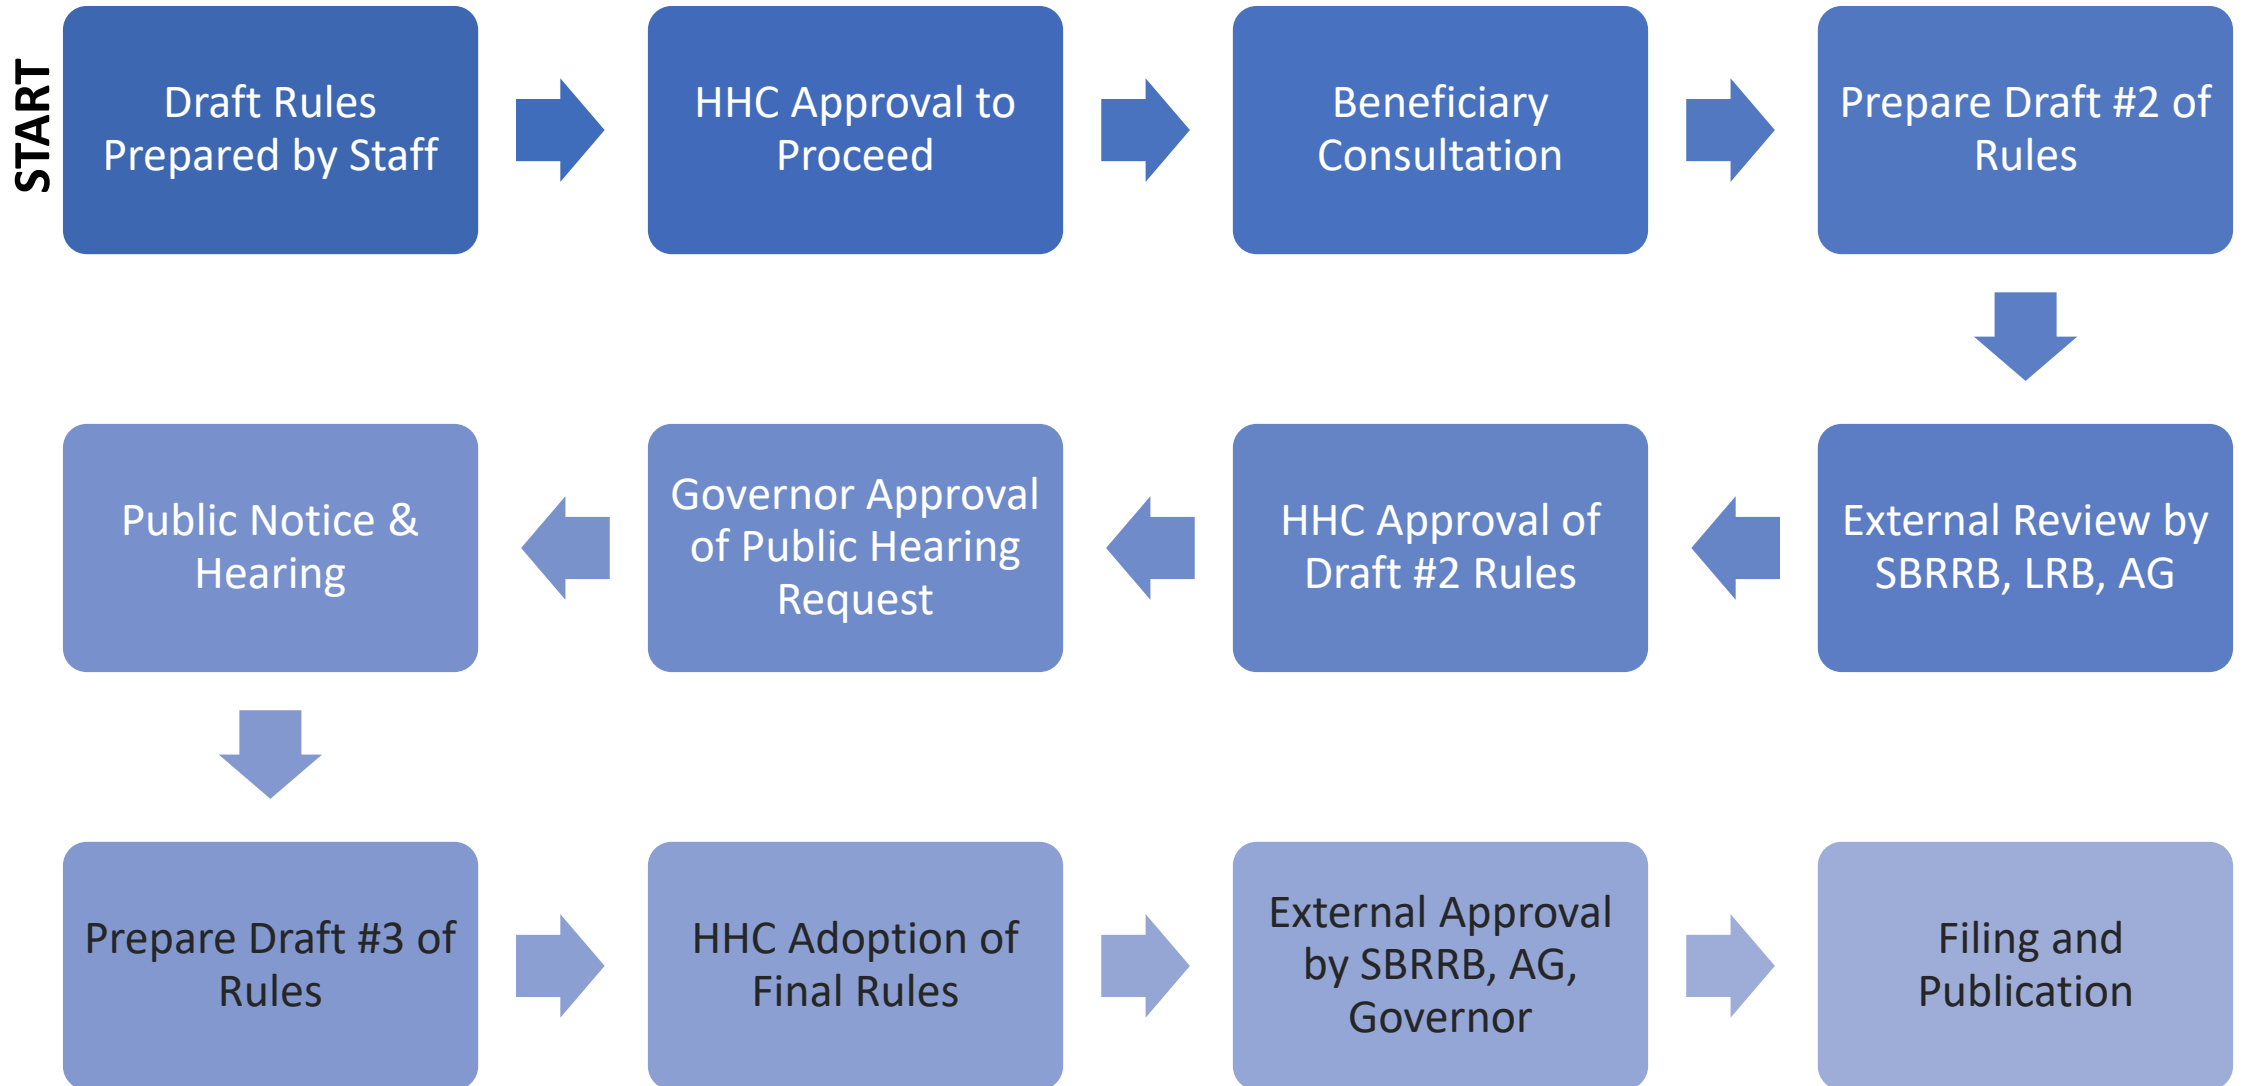 START
Draft Rules
Prepared by Staff
HHC Approval to
Proceed
Beneficiary
Consultation
Prepare Draft #2 of
Rules
External Review by
SBRRB, LRB, AG
HHC Approval of
Draft #2 Rules
Governor Approval
of Public Hearing
Request
Public Notice &
Hearing
Prepare Draft #3 of
Rules
HHC Adoption of
Final Rules
External Approval
by SBRRB, AG,
Governor
Filing and
Publication